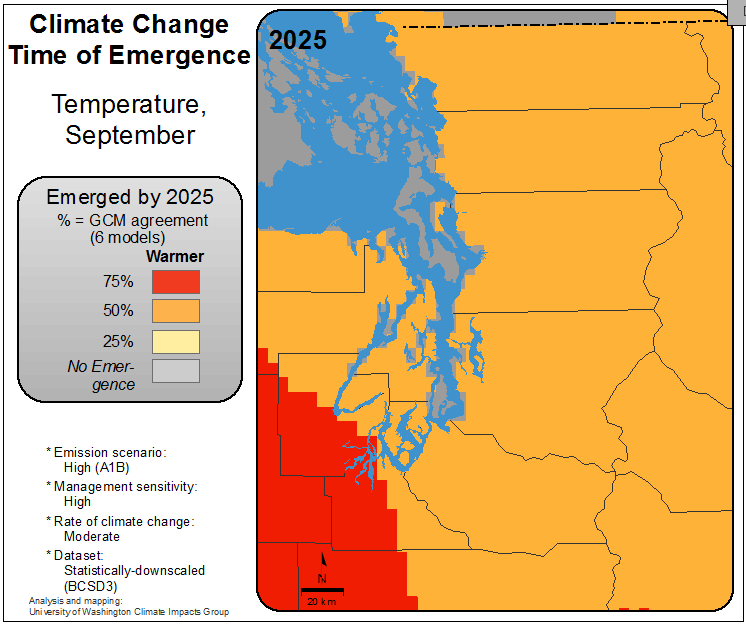 Climate Change
Time of Emergence
Temperature,
September
Emerged by 2025
% = GCM agreement
(6 models)
Warmer
75%
50%
25%
No Emer-
gence
* Emission scenario:
High (A1B)
* Management sensitivity:
High
* Rate of climate change:
Moderate
* Dataset:
Statistically-downscaled
(BCSD3)
Analysis and mapping:
University of Washington Climate Impacts Group
2025
N
20 km